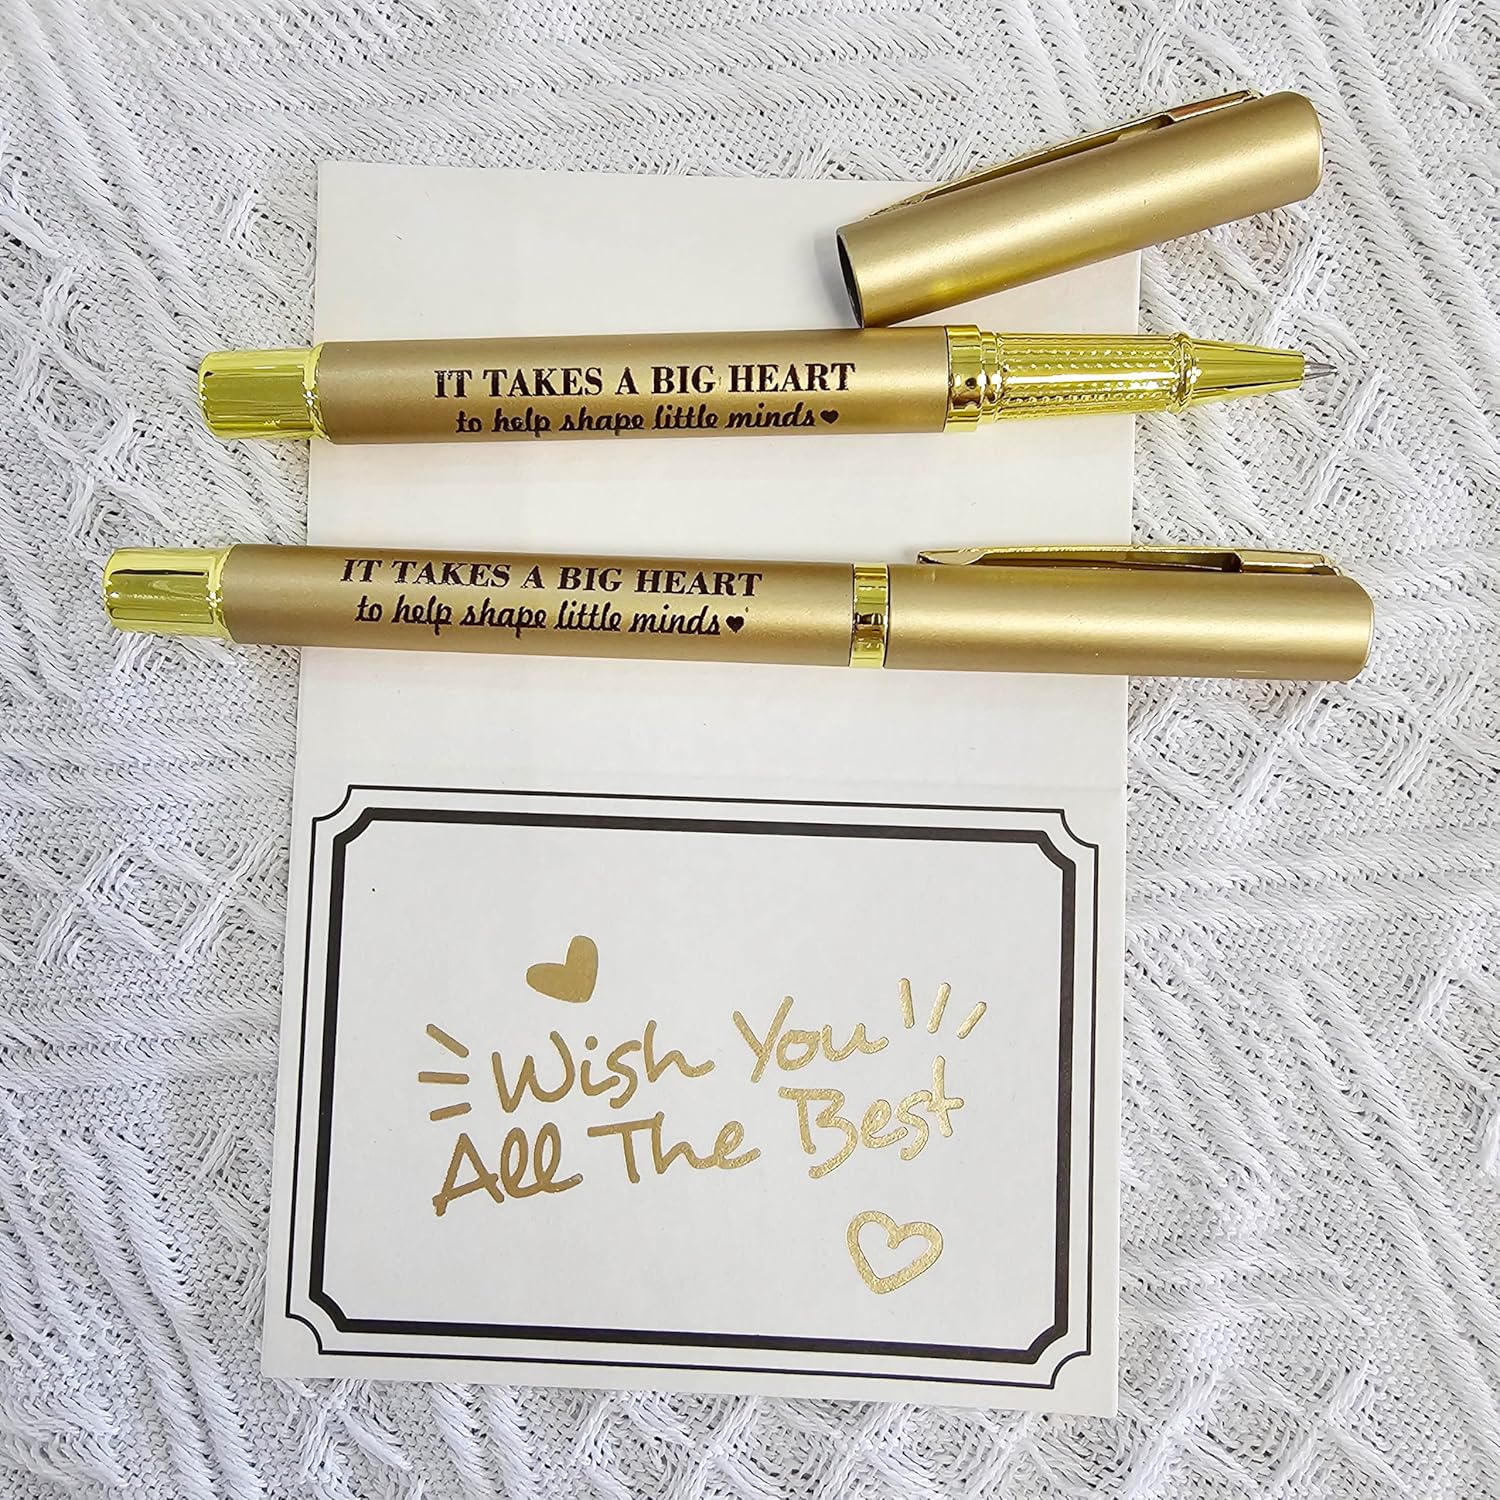 IT TAKES A BIG HEART
to help shape little minds♥
IT TAKES A BIG HEART
to help shape little minds♥
Wish You
All The Best